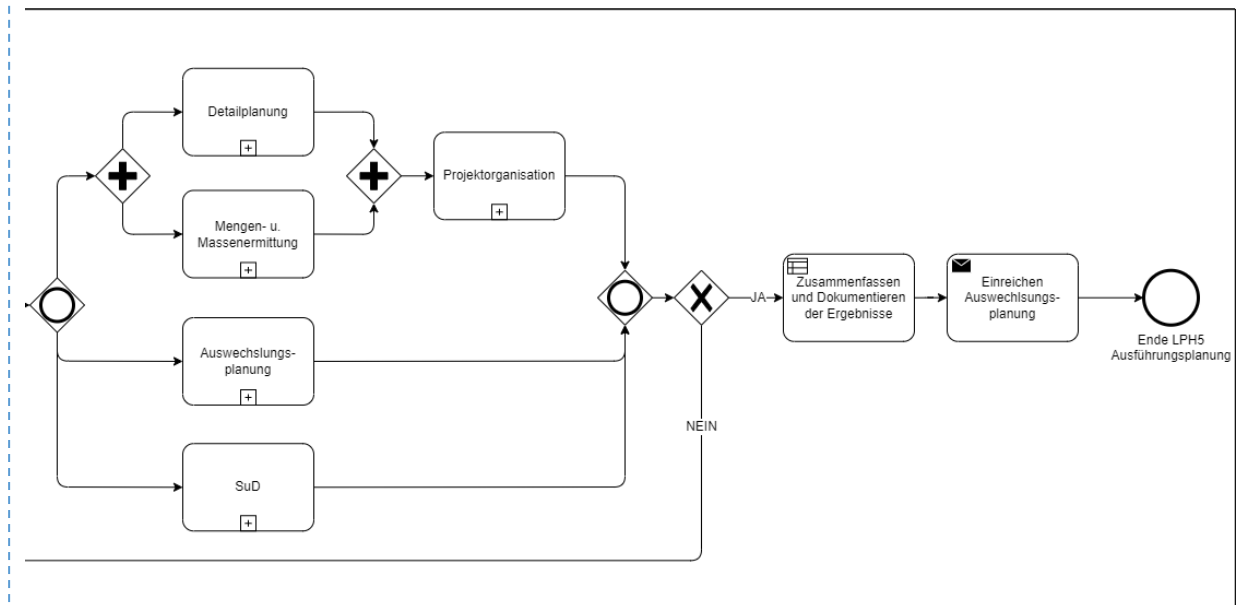 Detailplanung
Mengen- u.
Massenermittung
Projektorganisation
Auswechslungs-
planung
SuD
JA
NEIN
Zusammenfassen
und Dokumentieren
der Ergebnisse
Einreichen
Auswechlsungs-
planung
Ende LPH5
Ausführungsplanung